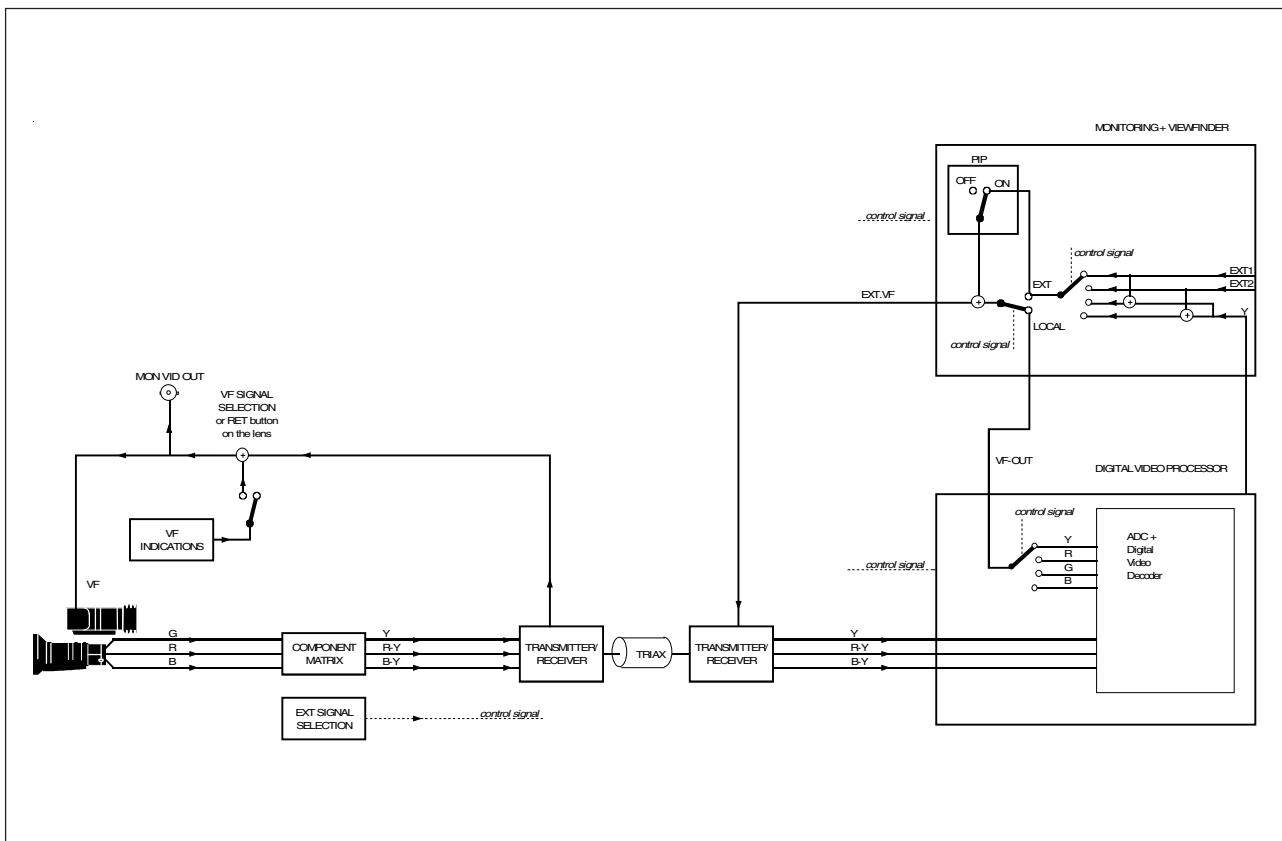 MONITORING + VIEWFINDER
PIP
OFF
ON
control signal
control signal
EXT1
EXT2
EXT
EXT.VF
Y
LOCAL
control signal
MON VID OUT
VF SIGNAL
SELECTION
or RET button
on the lens
VF-OUT
DIGITAL VIDEO PROCESSOR
control signal
VF
INDICATIONS
Y
R
G
B
ADC +
Digital
Video
Decoder
control signal
VF
G
R
B
COMPONENT
MATRIX
Y
R-Y
B-Y
TRANSMITTER/
RECEIVER
TRIAX
TRANSMITTER/
RECEIVER
Y
R-Y
B-Y
EXT SIGNAL
SELECTION
control signal